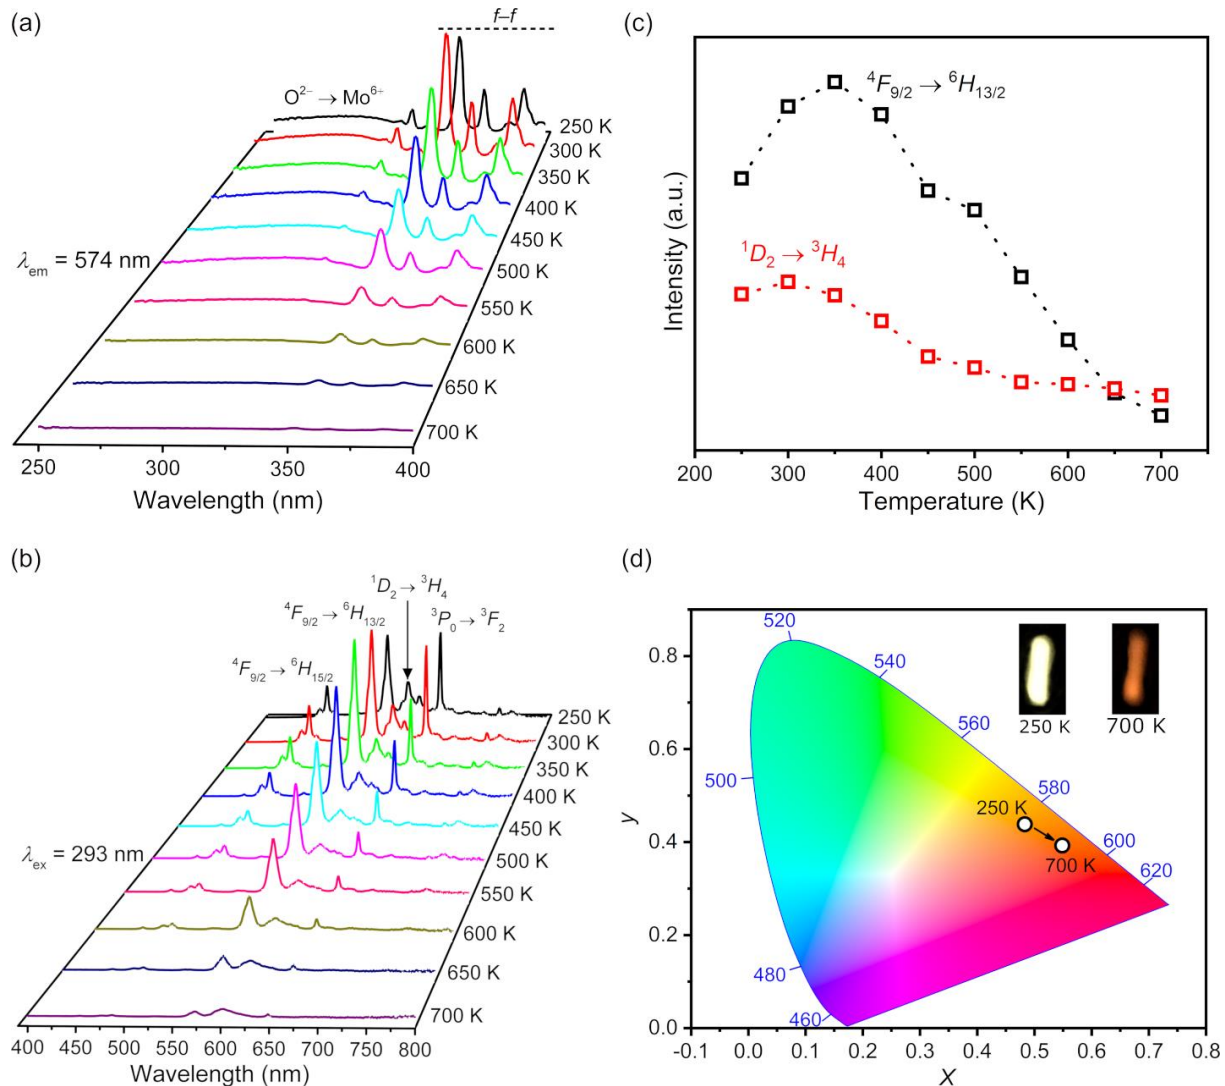 (a)
f–f
O²⁻ → Mo⁶⁺
250 K
300 K
350 K
400 K
450 K
λem = 574 nm
500 K
550 K
600 K
650 K
700 K
250 300 350 400
Wavelength (nm)
(c)
⁴F9/2 → ⁶H13/2
¹D₂ → ³H₄
Intensity (a.u.)
200 300 400 500 600 700
Temperature (K)
(b)
¹D₂ → ³H₄
⁴F9/2 → ⁶H13/2
³P₀ → ³F₂
⁴F9/2 → ⁶H15/2
250 K
300 K
350 K
400 K
450 K
λex = 293 nm
500 K
550 K
600 K
650 K
700 K
400 450 500 550 600 650 700 750 800
Wavelength (nm)
(d)
520
540
560
580
600
620
500
480
460
250 K 700 K
250 K
700 K
y
0.8
0.6
0.4
0.2
0.0
-0.1 0.0 0.1 0.2 0.3 0.4 0.5 0.6 0.7 0.8
X